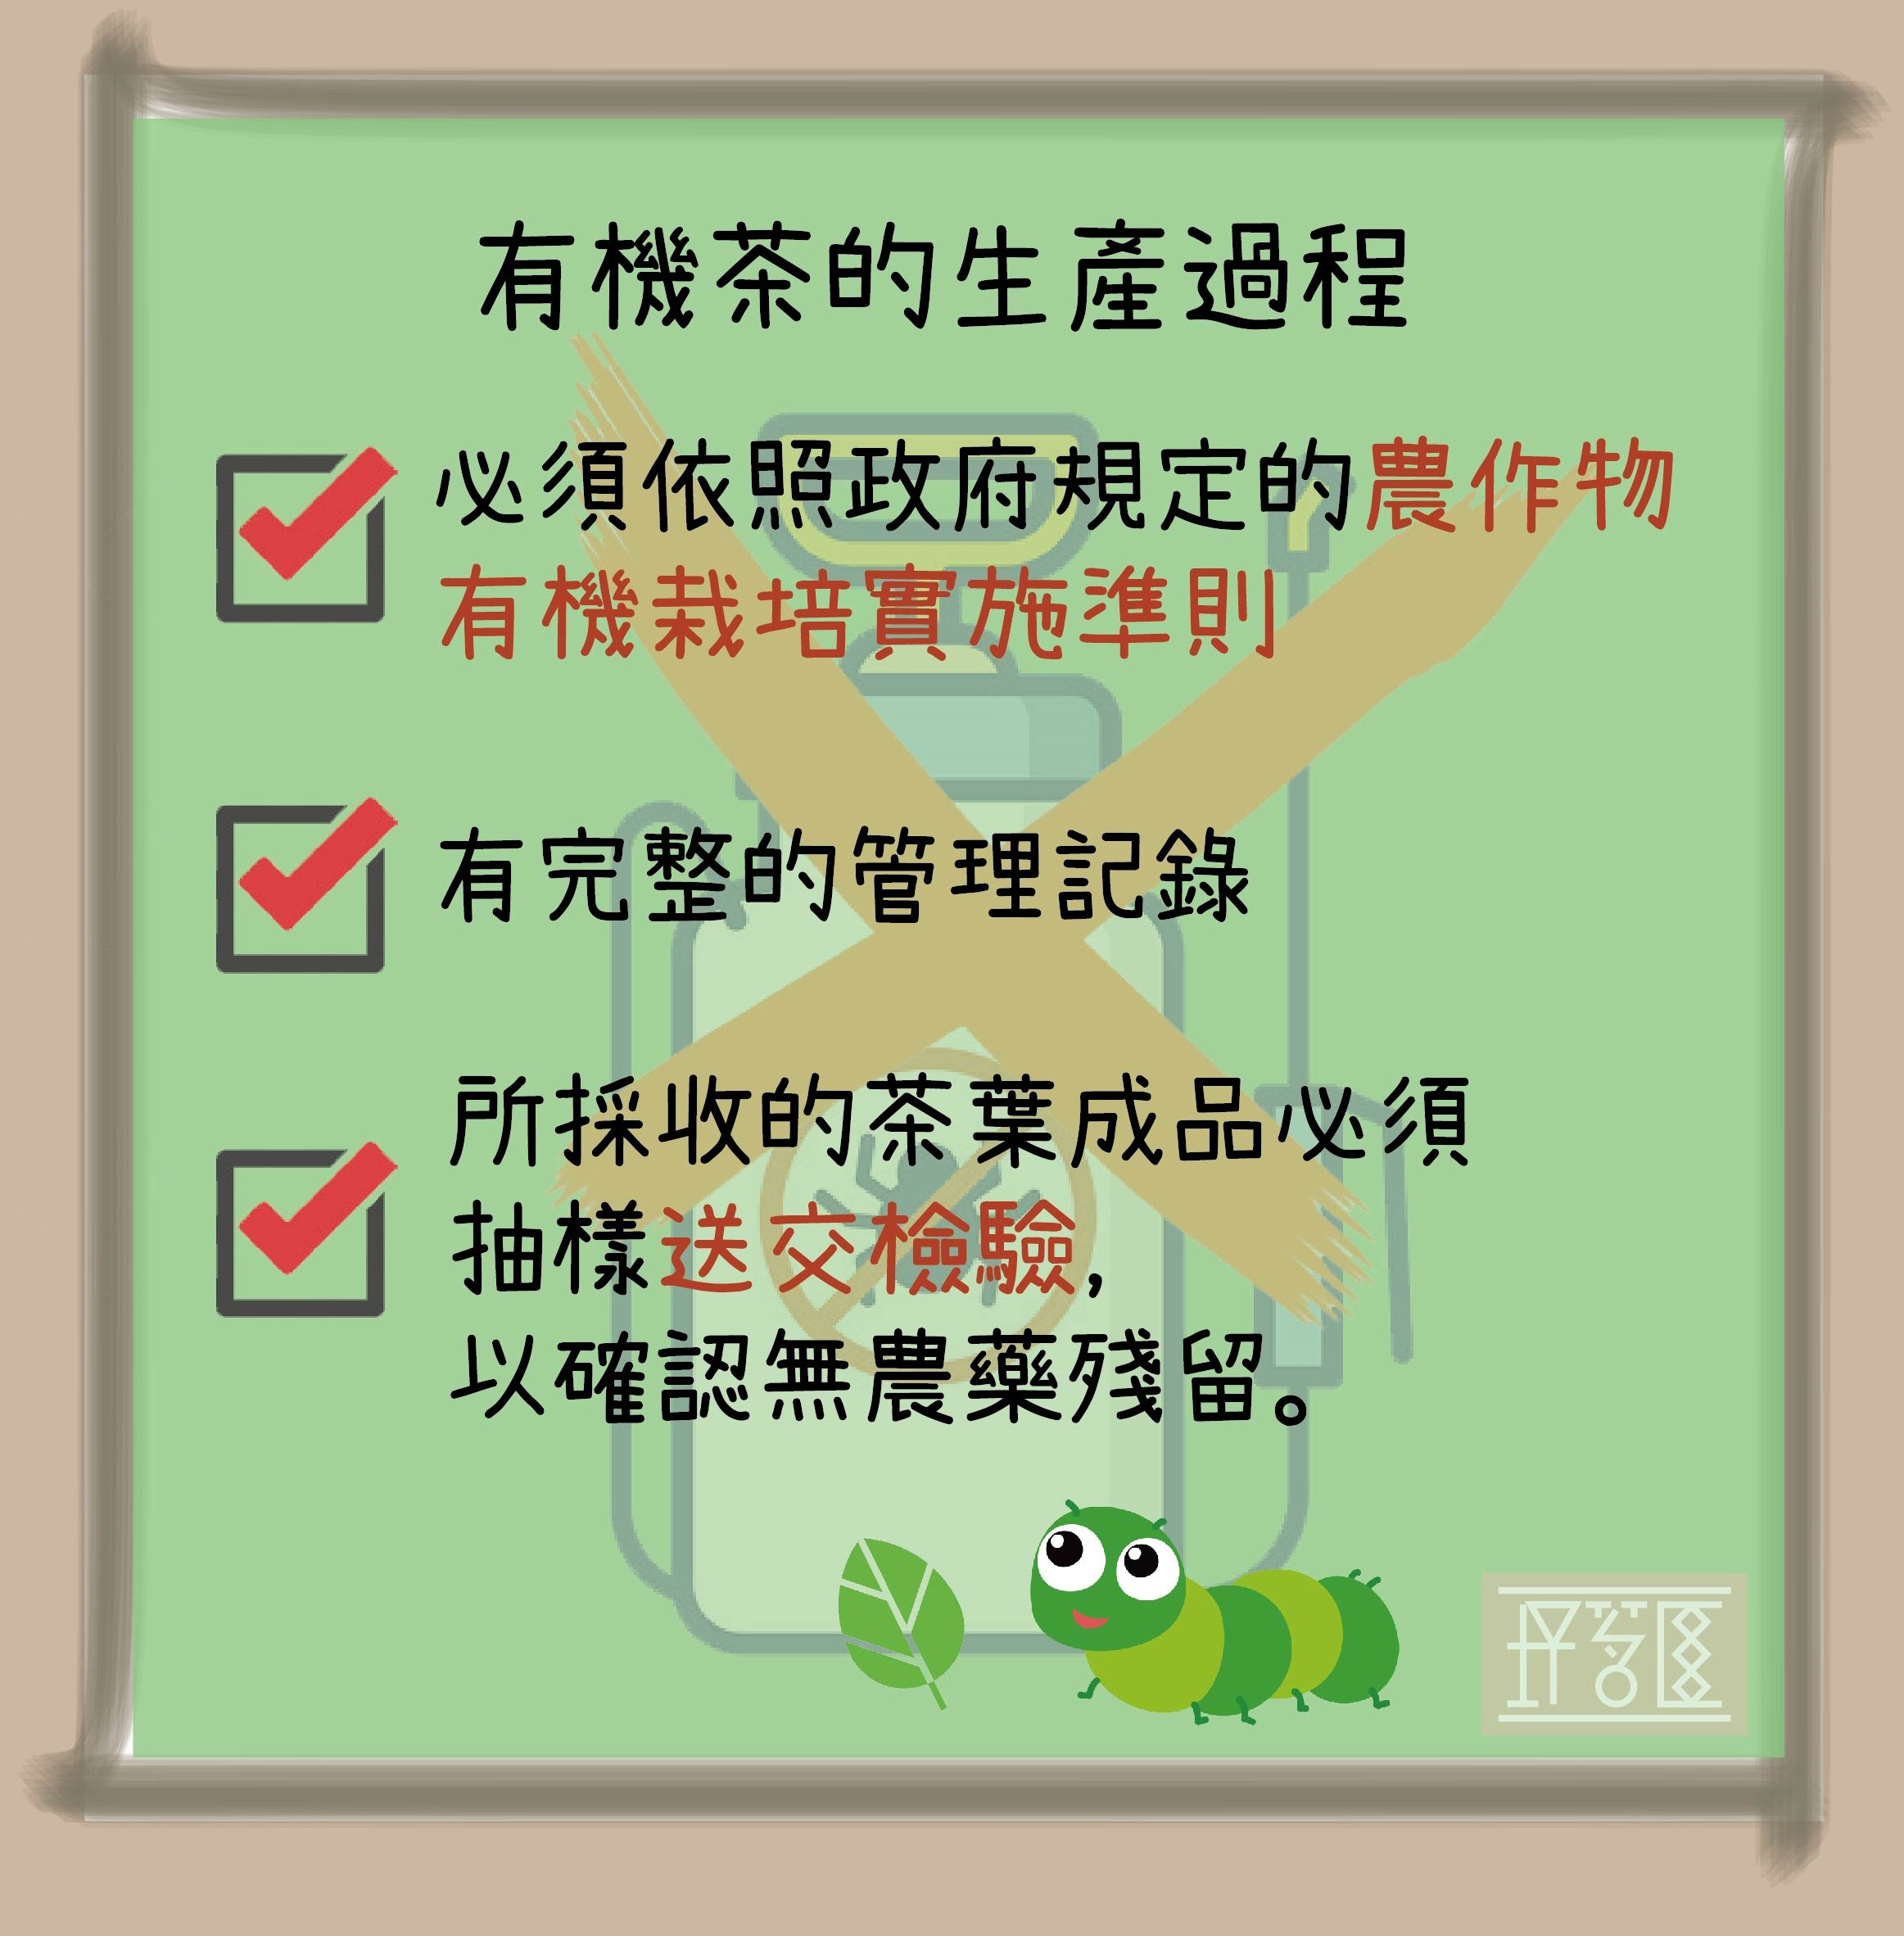 有機茶的生產過程
必須依照政府規定的農作物
有機栽培實施準則
有完整的管理記錄
所採收的茶葉成品必須
抽樣送交檢驗,
以確認無農藥殘留。